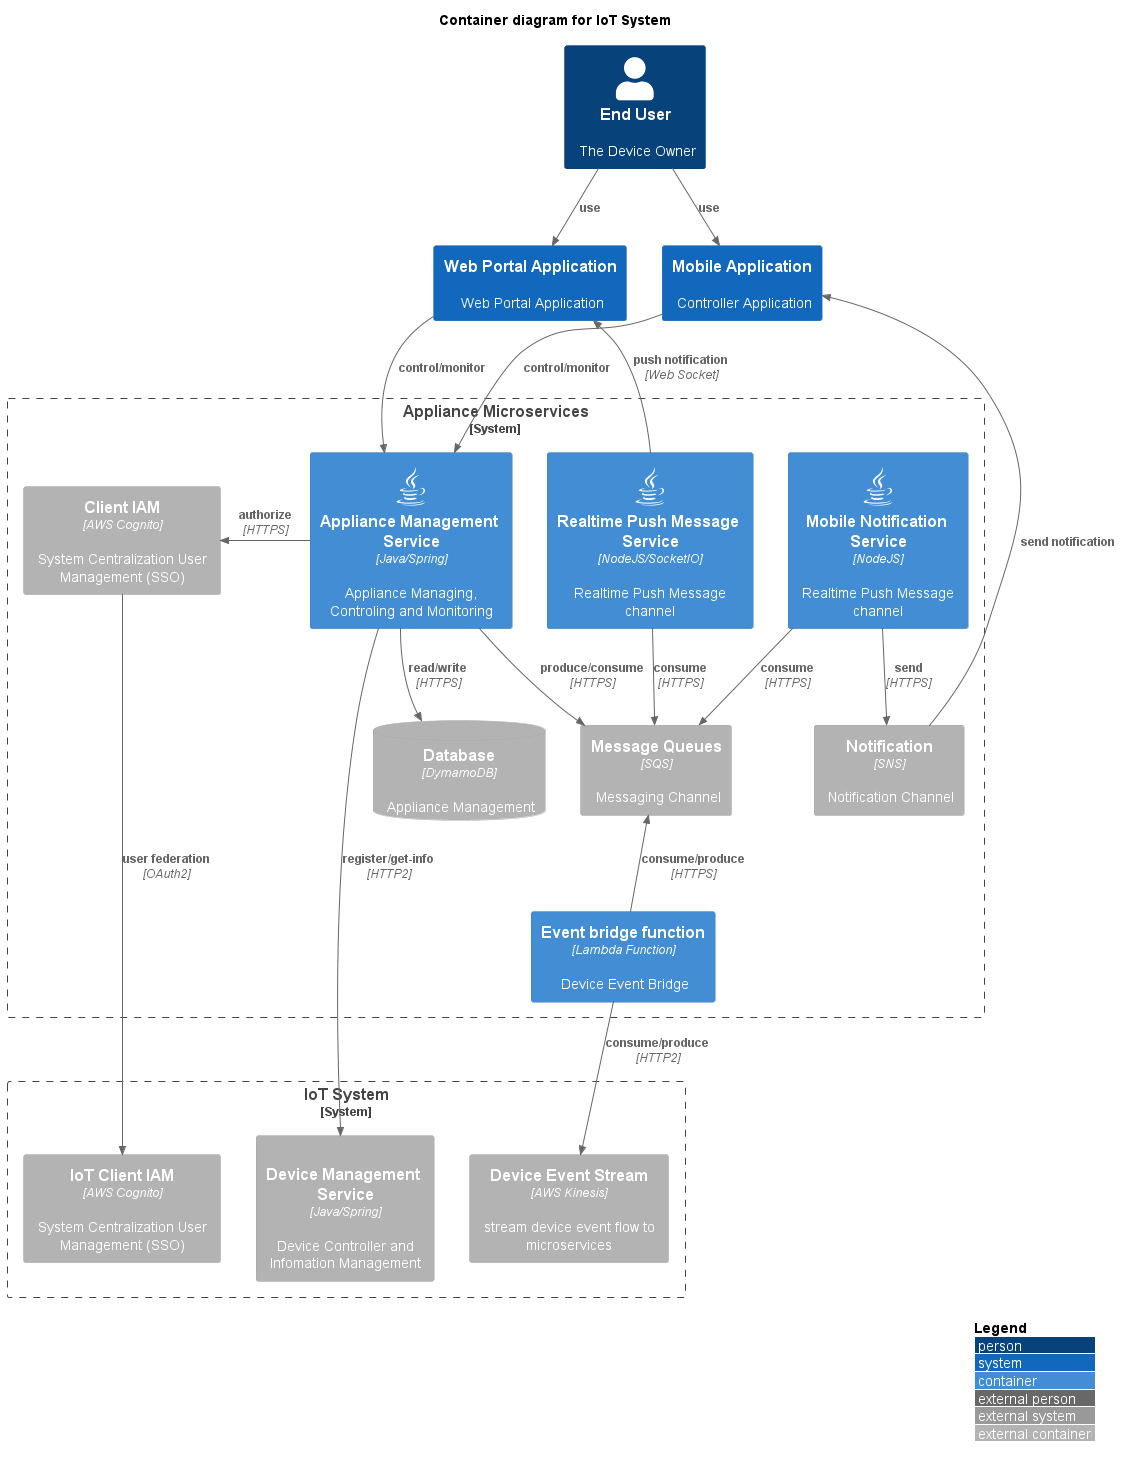 Container diagram for IoT System
End User
The Device Owner
use
use
Web Portal Application
Web Portal Application
Mobile Application
Controller Application
control/monitor
control/monitor
push notification
[Web Socket]
send notification
Appliance Microservices
[System]
Client IAM
[AWS Cognito]
System Centralization User
Management (SSO)
authorize
[HTTPS]
Appliance Management
Service
[Java/Spring]
Appliance Managing,
Controling and Monitoring
Realtime Push Message
Service
[NodeJS/SocketIO]
Realtime Push Message
channel
Mobile Notification
Service
[NodeJS]
Realtime Push Message
channel
read/write
[HTTPS]
produce/consume
[HTTPS]
consume
[HTTPS]
consume
[HTTPS]
send
[HTTPS]
Database
[DymamoDB]
Appliance Management
Message Queues
[SQS]
Messaging Channel
Notification
[SNS]
Notification Channel
user federation
[OAuth2]
register/get-info
[HTTP2]
consume/produce
[HTTPS]
Event bridge function
[Lambda Function]
Device Event Bridge
consume/produce
[HTTP2]
IoT System
[System]
IoT Client IAM
[AWS Cognito]
System Centralization User
Management (SSO)
Device Management
Service
[Java/Spring]
Device Controller and
Infomation Management
Device Event Stream
[AWS Kinesis]
stream device event flow to
microservices
Legend
person
system
container
external person
external system
external container